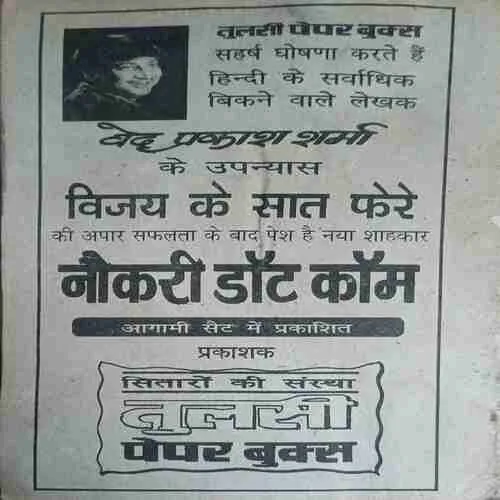 तुलसी पेपर बुक्स
सहर्ष घोषणा करते हैं
हिन्दी के सर्वाधिक
बिकने वाले लेखक
वेद प्रकाश शर्मा
के उपन्यास
विजय के सात फेरे
की अपार सफलता के बाद पेश है नया शाहकार
नौकरी डॉट कॉम
आगामी सैट में प्रकाशित
प्रकाशक
सितारों की संस्था
तुलसी
पेपर बुक्स